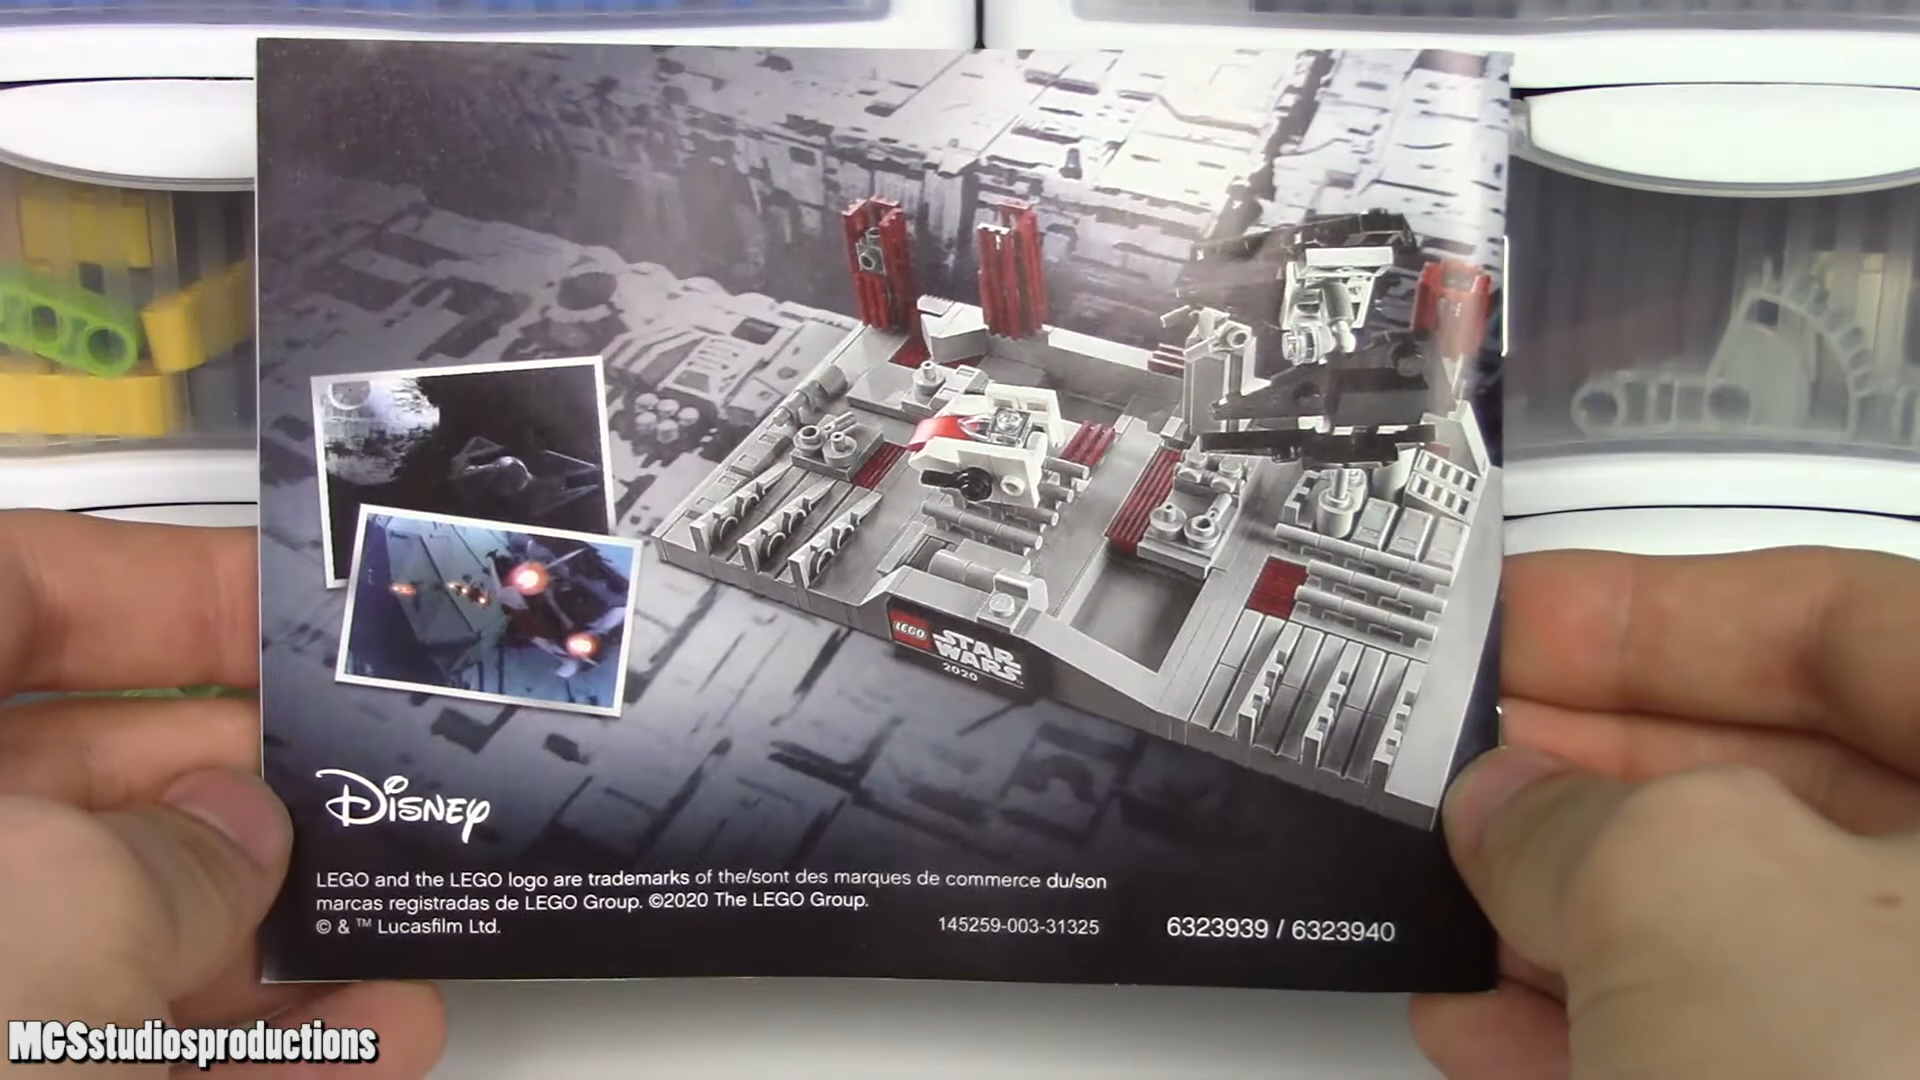 LEGO
STAR
WARS
2020
Disney
LEGO and the LEGO logo are trademarks of the/sont des marques de commerce du/son
marcas registradas de LEGO Group. ©2020 The LEGO Group.
© & ™ Lucasfilm Ltd.
145259-003-31325
6323939 / 6323940
MGSstudiosproductions